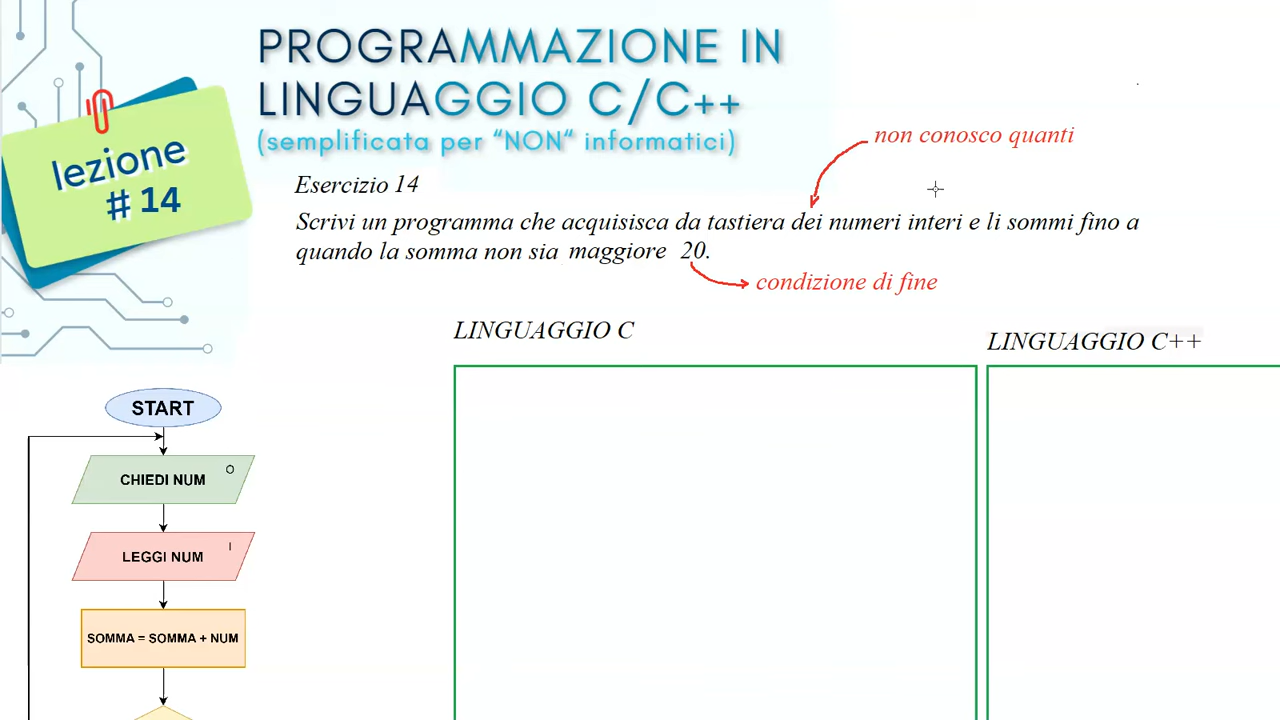 PROGRAMMAZIONE IN
LINGUAGGIO C/C++
(semplificata per “NON“ informatici)
lezione
# 14
non conosco quanti
Esercizio 14
Scrivi un programma che acquisisca da tastiera dei numeri interi e li sommi fino a
quando la somma non sia maggiore 20.
condizione di fine
LINGUAGGIO C
LINGUAGGIO C++
START
CHIEDI NUM O
LEGGI NUM I
SOMMA = SOMMA + NUM